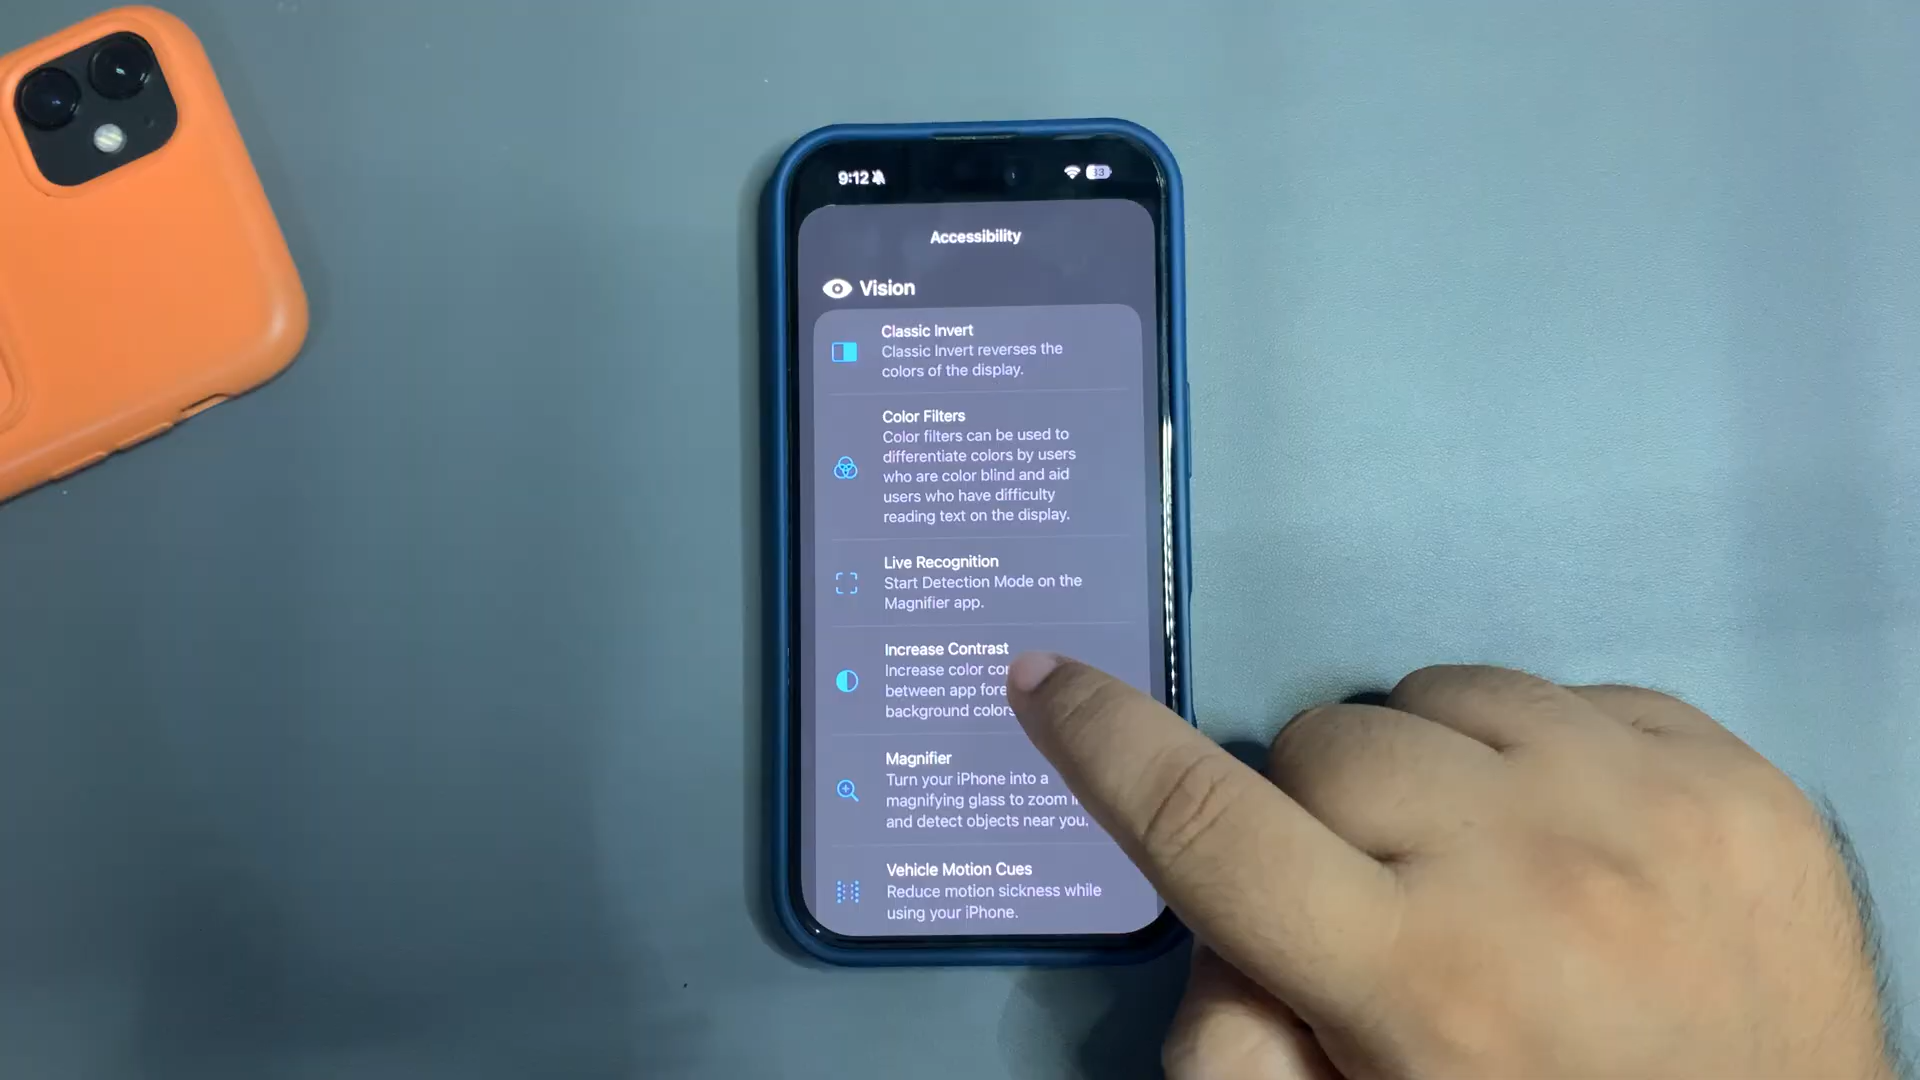 9:12
33
Accessibility
Vision
Classic Invert
Classic Invert reverses the
colors of the display.
Color Filters
Color filters can be used to
differentiate colors by users
who are color blind and aid
users who have difficulty
reading text on the display.
Live Recognition
Start Detection Mode on the
Magnifier app.
Increase Contrast
Increase color
between app
background colors
Magnifier
Turn your iPhone into a
magnifying glass to zoom
and detect objects near you.
Vehicle Motion Cues
Reduce motion sickness while
using your iPhone.